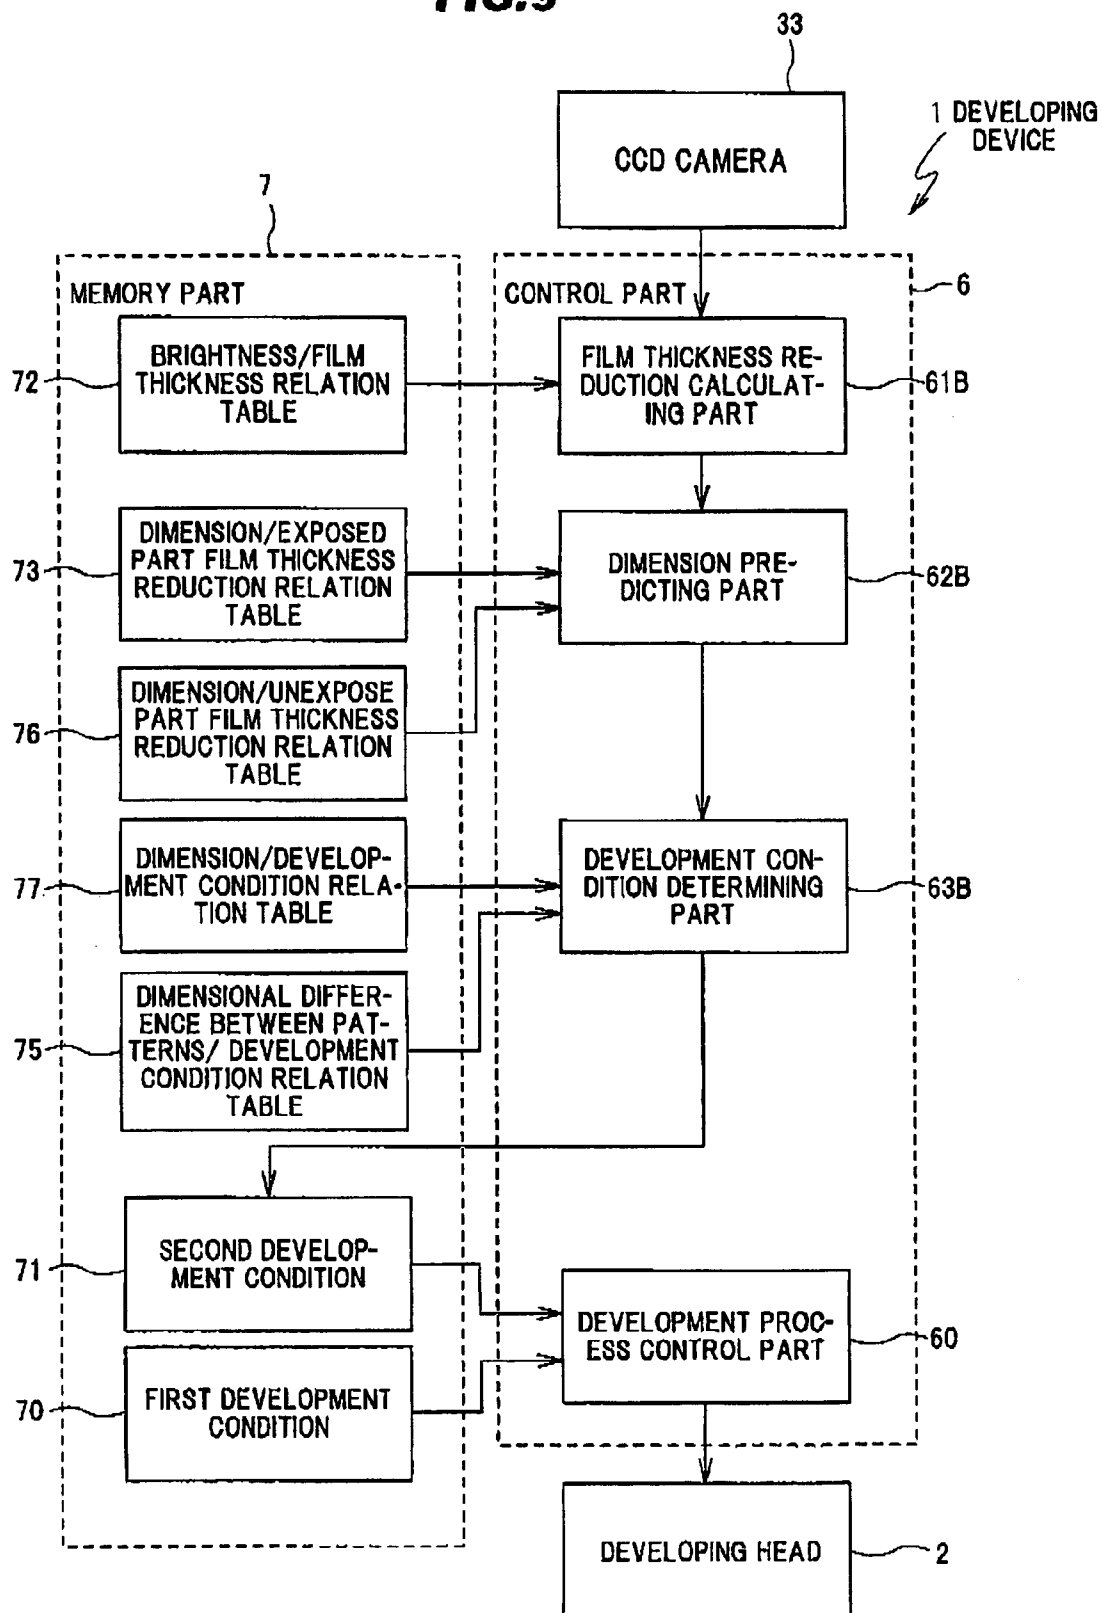 33
1 DEVELOPING
DEVICE
CCD CAMERA
7
MEMORY PART
CONTROL PART
6
72
BRIGHTNESS/FILM
THICKNESS RELATION
TABLE
FILM THICKNESS RE-
DUCTION CALCULAT-
ING PART
61B
73
DIMENSION/EXPOSED
PART FILM THICKNESS
REDUCTION RELATION
TABLE
DIMENSION PRE-
DICTING PART
62B
76
DIMENSION/UNEXPOSE
PART FILM THICKNESS
REDUCTION RELATION
TABLE
77
DIMENSION/DEVELOP-
MENT CONDITION RELA-
TION TABLE
DEVELOPMENT CON-
DITION DETERMINING
PART
63B
75
DIMENSIONAL DIFFER-
ENCE BETWEEN PAT-
TERNS/ DEVELOPMENT
CONDITION RELATION
TABLE
71
SECOND DEVELOP-
MENT CONDITION
DEVELOPMENT PROC-
ESS CONTROL PART
60
70
FIRST DEVELOPMENT
CONDITION
DEVELOPING HEAD
2